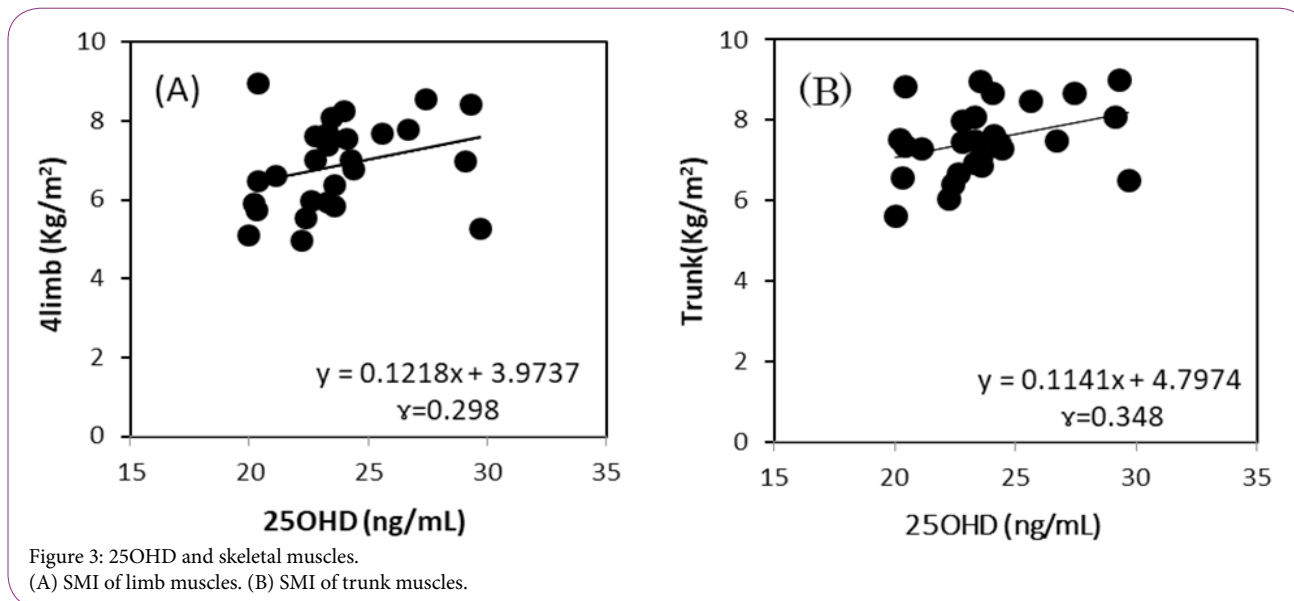 (A)
10
8
6
4
2
0
15 20 25 30 35
4limb (Kg/m²)
25OHD (ng/mL)
y = 0.1218x + 3.9737
ɤ=0.298
(B)
10
8
6
4
2
0
15 20 25 30 35
Trunk(Kg/m²)
25OHD (ng/mL)
y = 0.1141x + 4.7974
ɤ=0.348
Figure 3: 25OHD and skeletal muscles.
(A) SMI of limb muscles. (B) SMI of trunk muscles.